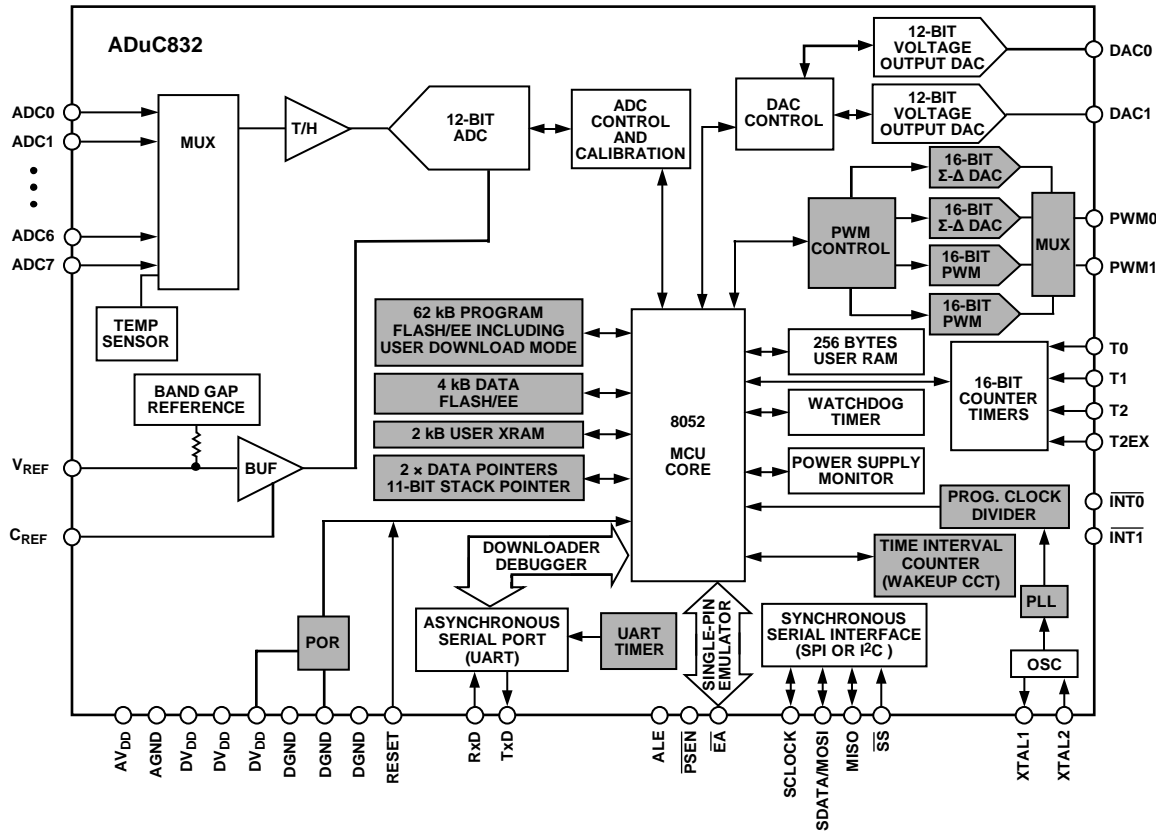 ADuC832
ADC0
ADC1
ADC6
ADC7
MUX
T/H
12-BIT
ADC
ADC
CONTROL
AND
CALIBRATION
DAC
CONTROL
12-BIT
VOLTAGE
OUTPUT DAC
12-BIT
VOLTAGE
OUTPUT DAC
DAC0
DAC1
16-BIT
Σ-Δ DAC
16-BIT
Σ-Δ DAC
16-BIT
PWM
16-BIT
PWM
PWM
CONTROL
MUX
PWM0
PWM1
TEMP
SENSOR
BAND GAP
REFERENCE
VREF
BUF
CREF
62 kB PROGRAM
FLASH/EE INCLUDING
USER DOWNLOAD MODE
4 kB DATA
FLASH/EE
2 kB USER XRAM
2 × DATA POINTERS
11-BIT STACK POINTER
8052
MCU
CORE
256 BYTES
USER RAM
WATCHDOG
TIMER
POWER SUPPLY
MONITOR
16-BIT
COUNTER
TIMERS
T0
T1
T2
T2EX
INT0
INT1
PROG. CLOCK
DIVIDER
TIME INTERVAL
COUNTER
(WAKEUP CCT)
PLL
OSC
DOWNLOADER
DEBUGGER
POR
ASYNCHRONOUS
SERIAL PORT
(UART)
UART
TIMER
SINGLE-PIN
EMULATOR
SYNCHRONOUS
SERIAL INTERFACE
(SPI OR I²C )
AVDD
AGND
DVDD
DVDD
DVDD
DGND
DGND
DGND
RESET
RxD
TxD
ALE
PSEN
EA
SCLOCK
SDATA/MOSI
MISO
SS
XTAL1
XTAL2